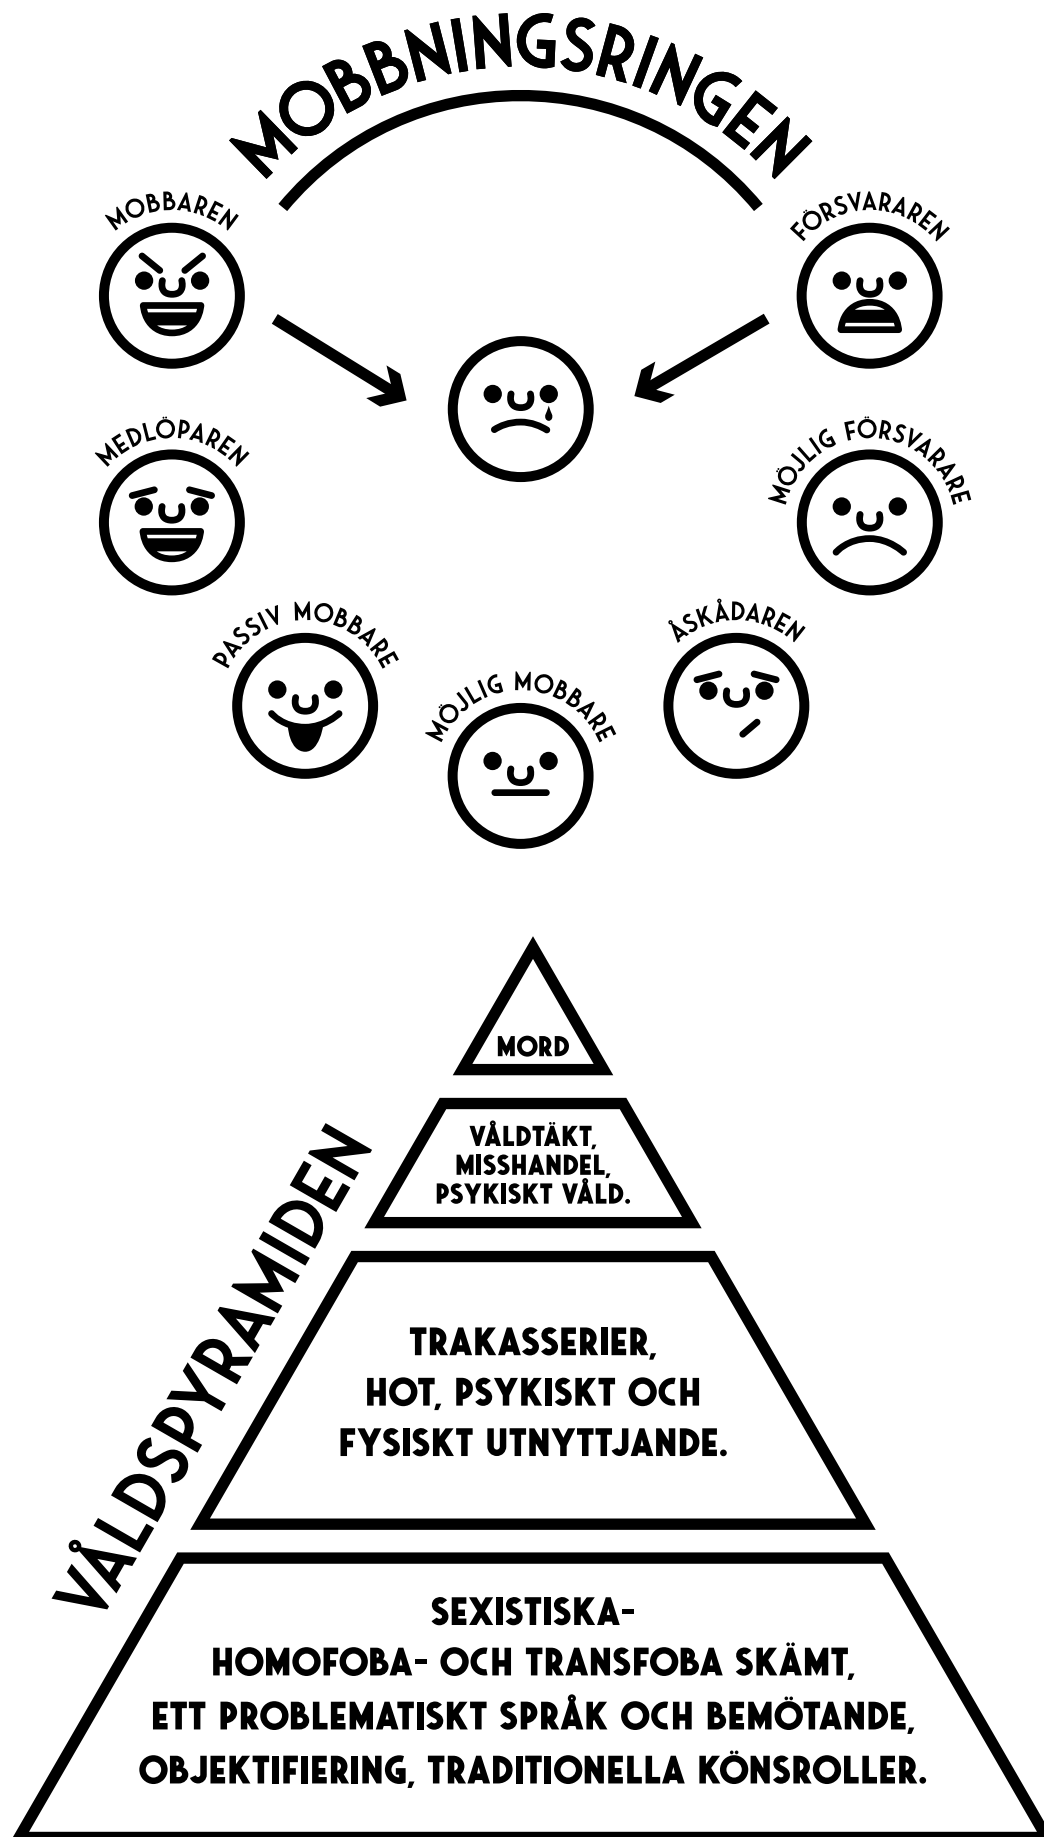 MOBBNINGSRINGEN
MOBBAREN
FÖRSVARAREN
MEDLÖPAREN
MÖJLIG FÖRSVARARE
PASSIV MOBBARE
MÖJLIG MOBBARE
ÅSKÅDAREN
VÅLDSPYRAMIDEN
MORD
VÅLDTÄKT,
MISSHANDEL,
PSYKISKT VÅLD.
TRAKASSERIER,
HOT, PSYKISKT OCH
FYSISKT UTNYTTJANDE.
SEXISTISKA-
HOMOFOBA- OCH TRANSFOBA SKÄMT,
ETT PROBLEMATISKT SPRÅK OCH BEMÖTANDE,
OBJEKTIFIERING, TRADITIONELLA KÖNSROLLER.